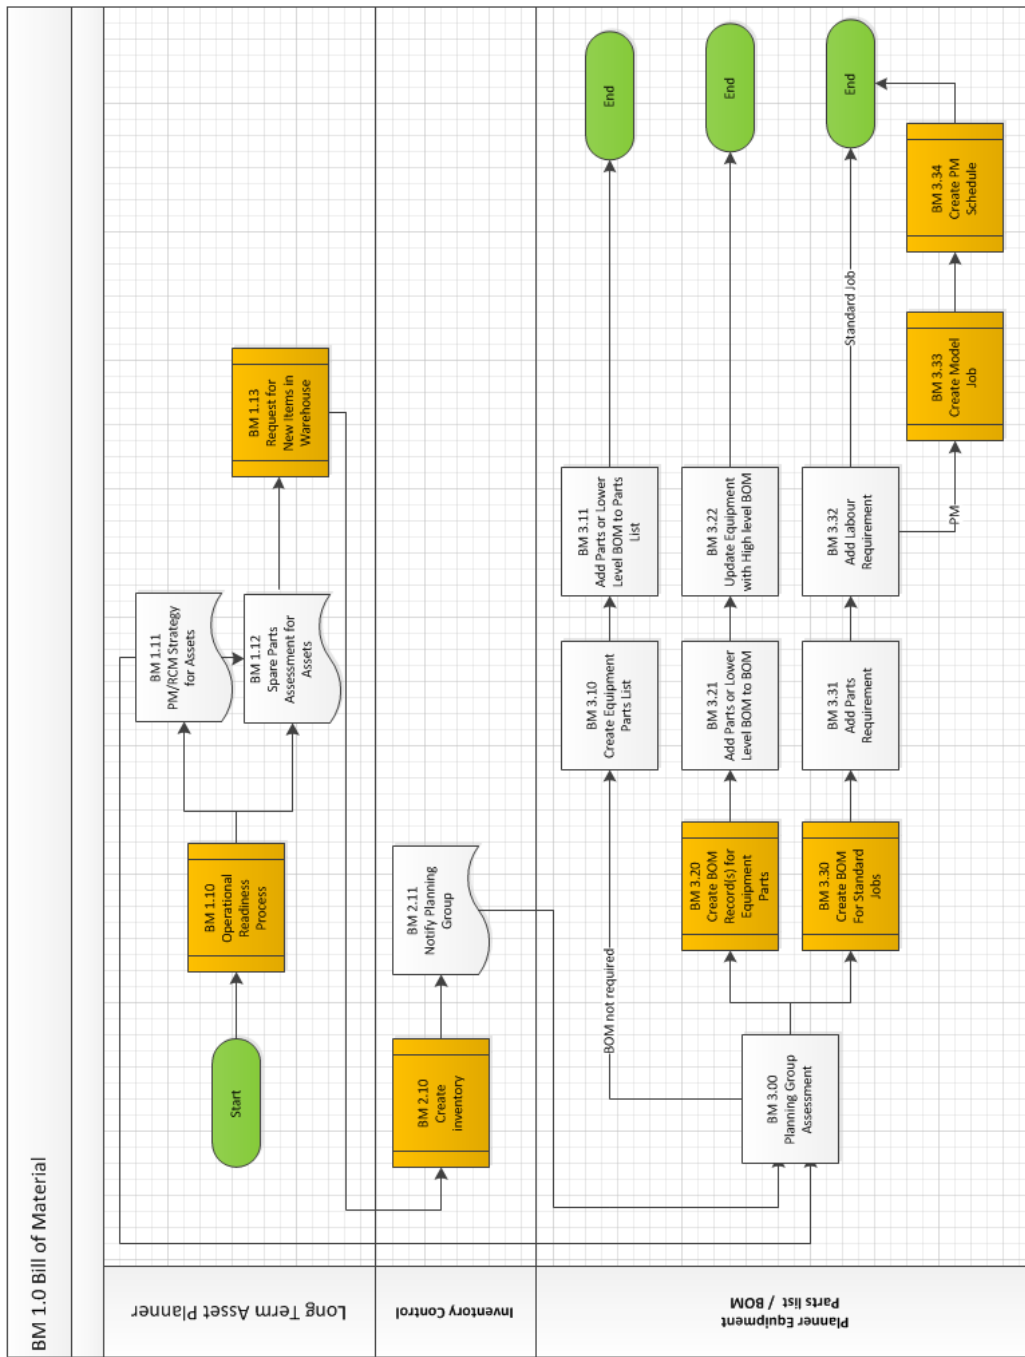 BM 1.0 Bill of Material
Long Term Asset Planner
Start
BM 1.10
Operational
Readiness
Process
BM 1.11
PM/RCM Strategy
for Assets
BM 1.12
Spare Parts
Assessment for
Assets
BM 1.13
Request for
New Items in
Warehouse
Inventory Control
BM 2.10
Create
inventory
BM 2.11
Notify Planning
Group
Planner Equipment
Parts list / BOM
BM 3.00
Planning Group
Assessment
BOM not required
BM 3.10
Create Equipment
Parts List
BM 3.11
Add Parts or Lower
Level BOM to Parts
List
End
BM 3.20
Create BOM
Record(s) for
Equipment
Parts
BM 3.21
Add Parts or Lower
Level BOM to BOM
BM 3.22
Update Equipment
with High level BOM
End
BM 3.30
Create BOM
For Standard
Jobs
BM 3.31
Add Parts
Requirement
BM 3.32
Add Labour
Requirement
Standard Job
End
PM
BM 3.33
Create Model
Job
BM 3.34
Create PM
Schedule